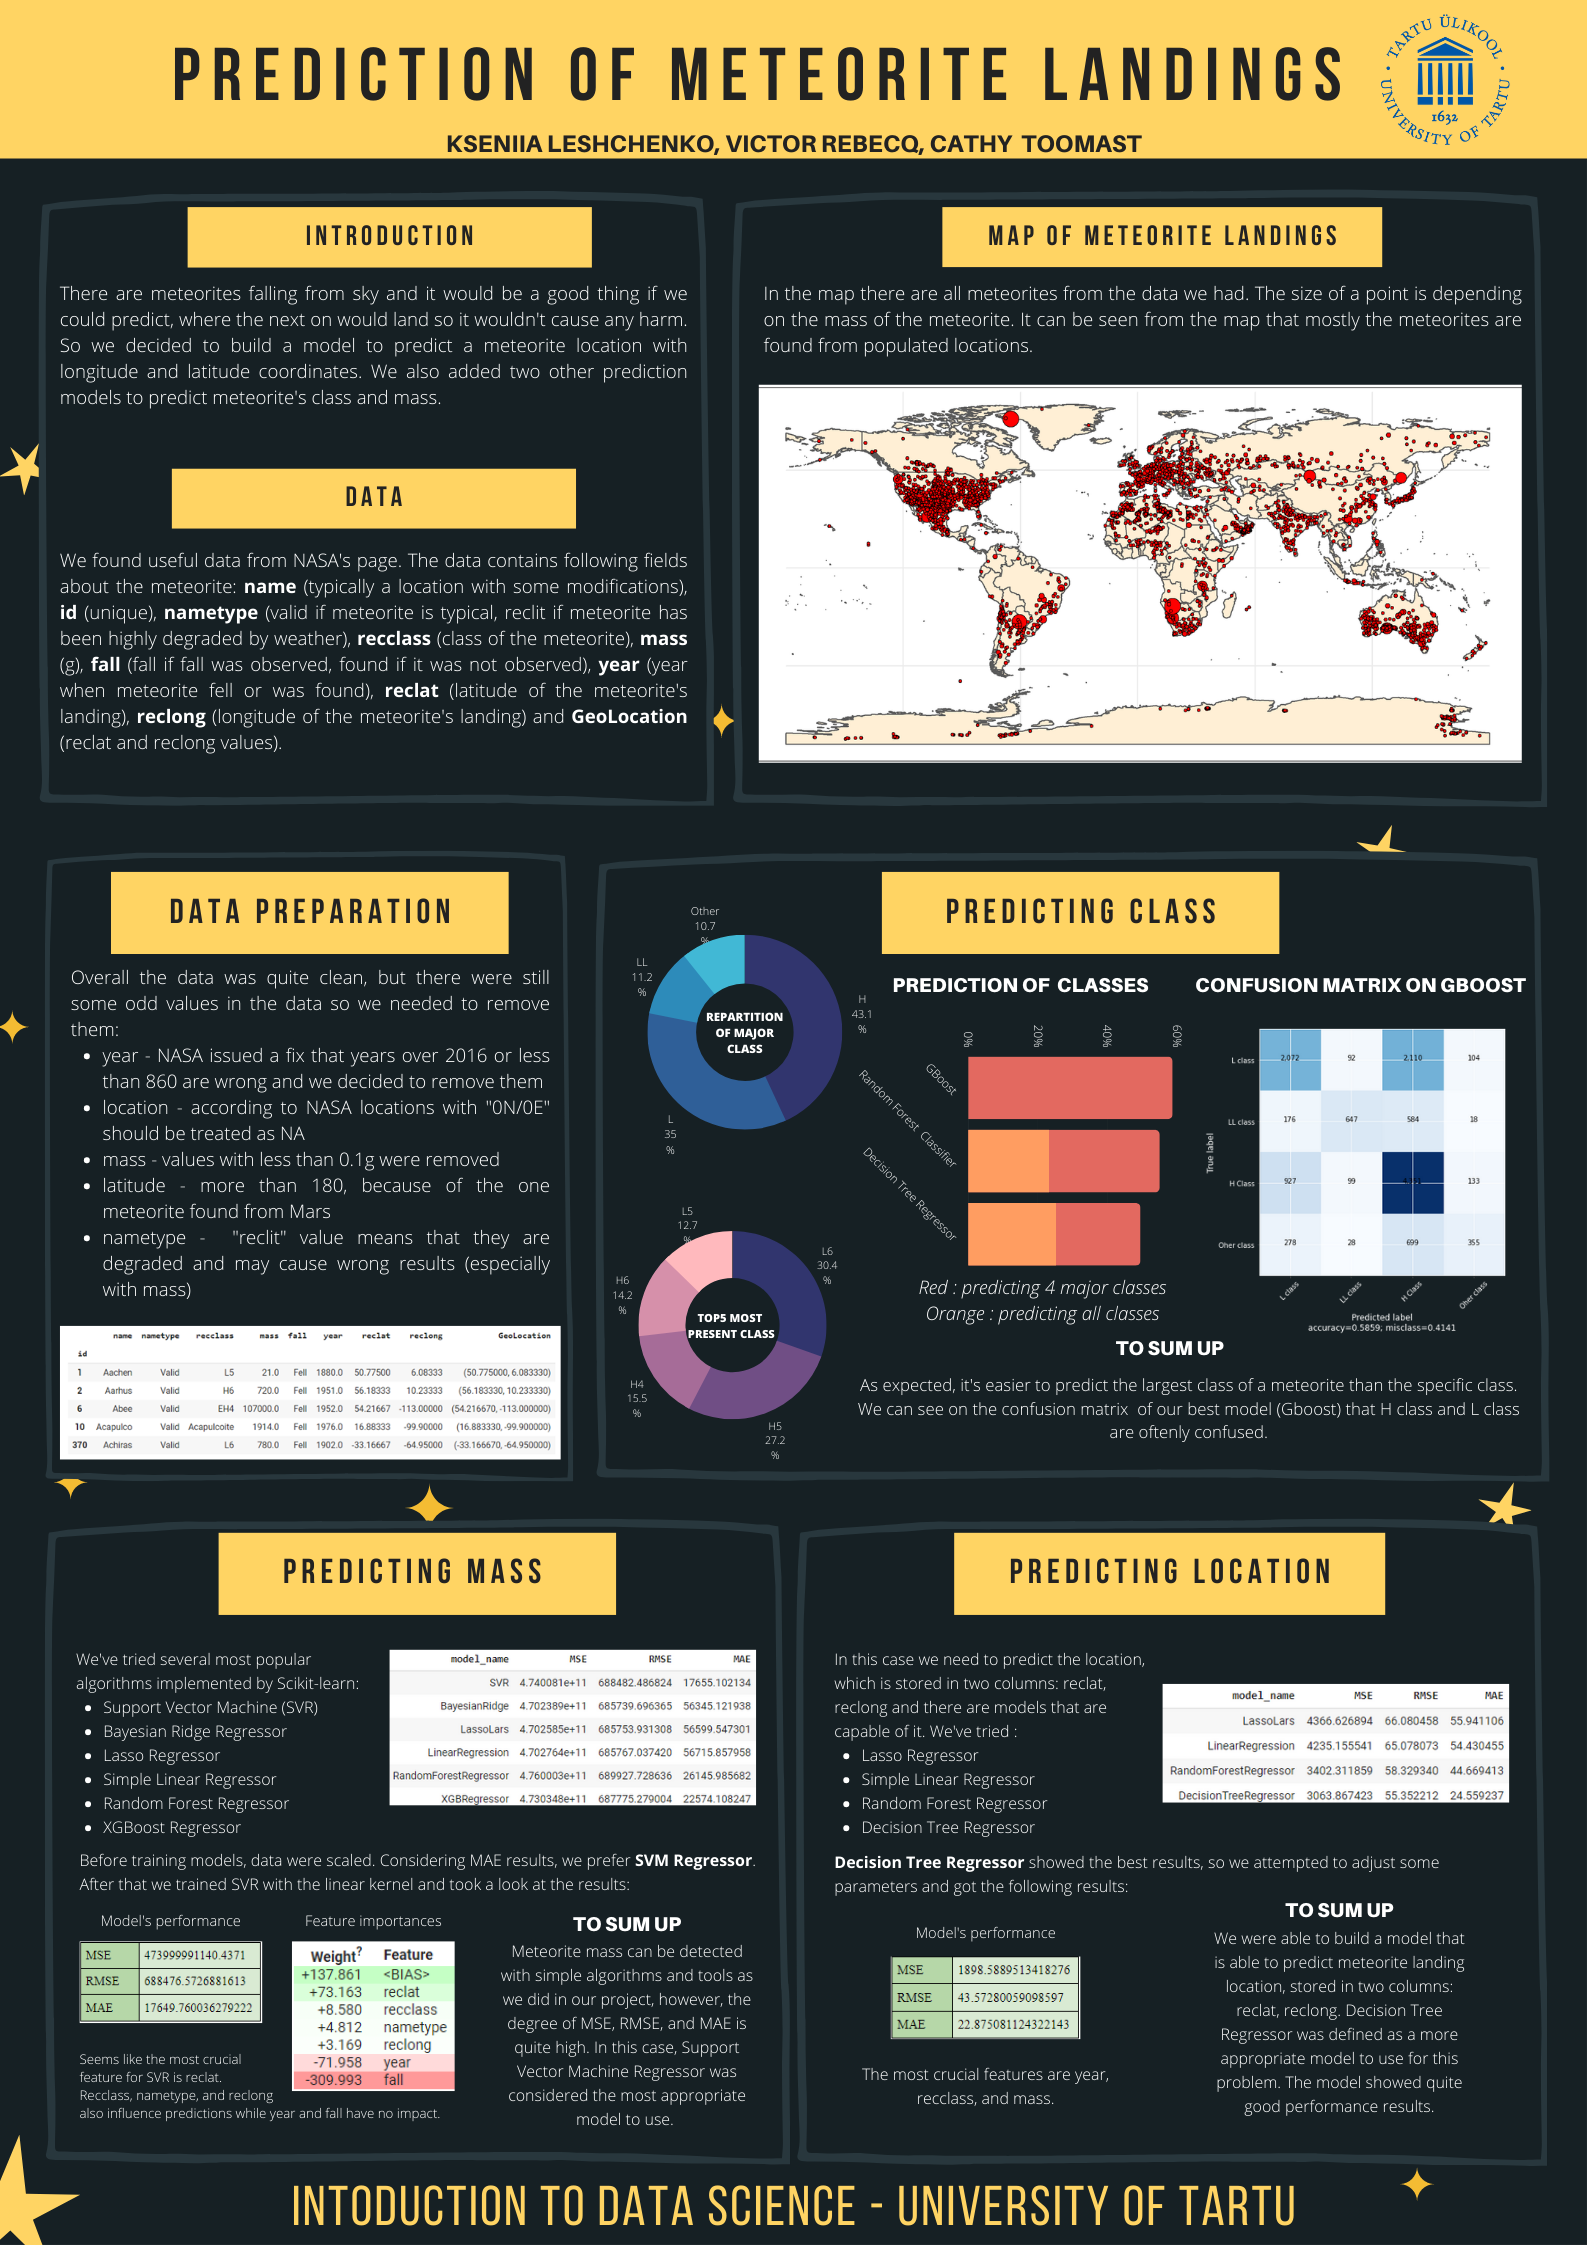 PREDICTION OF METEORITE LANDINGS
TARTU ÜLIKOOL
UNIVERSITY OF TARTU
1632
KSENIIA LESHCHENKO, VICTOR REBECQ, CATHY TOOMAST
INTRODUCTION
There are meteorites falling from sky and it would be a good thing if we
could predict, where the next on would land so it wouldn't cause any harm.
So we decided to build a model to predict a meteorite location with
longitude and latitude coordinates. We also added two other prediction
models to predict meteorite's class and mass.
DATA
We found useful data from NASA's page. The data contains following fields
about the meteorite: name (typically a location with some modifications),
id (unique), nametype (valid if meteorite is typical, reclit if meteorite has
been highly degraded by weather), recclass (class of the meteorite), mass
(g), fall (fall if fall was observed, found if it was not observed), year (year
when meteorite fell or was found), reclat (latitude of the meteorite's
landing), reclong (longitude of the meteorite's landing) and GeoLocation
(reclat and reclong values).
MAP OF METEORITE LANDINGS
In the map there are all meteorites from the data we had. The size of a point is depending
on the mass of the meteorite. It can be seen from the map that mostly the meteorites are
found from populated locations.
DATA PREPARATION
Overall the data was quite clean, but there were still
some odd values in the data so we needed to remove
them:
• year - NASA issued a fix that years over 2016 or less
than 860 are wrong and we decided to remove them
• location - according to NASA locations with "0N/0E"
should be treated as NA
• mass - values with less than 0.1g were removed
• latitude - more than 180, because of the one
meteorite found from Mars
• nametype - "reclit" value means that they are
degraded and may cause wrong results (especially
with mass)
name nametype recclass mass fall year reclat reclong GeoLocation
id
1 Aachen Valid L5 21.0 Fell 1880.0 50.77500 6.08333 (50.775000, 6.083330)
2 Aarhus Valid H6 720.0 Fell 1951.0 56.18333 10.23333 (56.183330, 10.233330)
6 Abee Valid EH4 107000.0 Fell 1952.0 54.21667 -113.00000 (54.216670, -113.000000)
10 Acapulco Valid Acapulcoite 1914.0 Fell 1976.0 16.88333 -99.90000 (16.883330, -99.900000)
370 Achiras Valid L6 780.0 Fell 1902.0 -33.16667 -64.95000 (-33.166670, -64.950000)
PREDICTING CLASS
Other
10.7
%
LL
11.2
%
H
43.1
%
L
35
%
REPARTITION
OF MAJOR
CLASS
L5
12.7
%
L6
30.4
%
H6
14.2
%
H4
15.5
%
H5
27.2
%
TOP5 MOST
PRESENT CLASS
PREDICTION OF CLASSES
0%
20%
40%
60%
GBoost
Random Forest Classifier
Decision Tree Regressor
Red : predicting 4 major classes
Orange : predicting all classes
CONFUSION MATRIX ON GBOOST
True label
L class 2,072 92 2,110 104
LL class 176 647 584 18
H Class 927 99 133
Oher class 278 28 699 355
L class
LL class
H Class
Oher class
Predicted label
accuracy=0.5859; misclass=0.4141
TO SUM UP
As expected, it's easier to predict the largest class of a meteorite than the specific class.
We can see on the confusion matrix of our best model (Gboost) that H class and L class
are oftenly confused.
PREDICTING MASS
We've tried several most popular
algorithms implemented by Scikit-learn:
• Support Vector Machine (SVR)
• Bayesian Ridge Regressor
• Lasso Regressor
• Simple Linear Regressor
• Random Forest Regressor
• XGBoost Regressor
model_name MSE RMSE MAE
SVR 4.740081e+11 688482.486824 17655.102134
BayesianRidge 4.702389e+11 685739.696365 56345.121938
LassoLars 4.702585e+11 685753.931308 56599.547301
LinearRegression 4.702764e+11 685767.037420 56715.857958
RandomForestRegressor 4.760003e+11 689927.728636 26145.985682
XGBRegressor 4.730348e+11 687775.279004 22574.108247
Before training models, data were scaled. Considering MAE results, we prefer SVM Regressor.
After that we trained SVR with the linear kernel and took a look at the results:
Model's performance
MSE 473999991140.4371
RMSE 688476.5726881613
MAE 17649.760036279222
Feature importances
Weight? Feature
+137.861 <BIAS>
+73.163 reclat
+8.580 recclass
+4.812 nametype
+3.169 reclong
-71.958 year
-309.993 fall
Seems like the most crucial
feature for SVR is reclat.
Recclass, nametype, and reclong
also influence predictions while year and fall have no impact.
TO SUM UP
Meteorite mass can be detected
with simple algorithms and tools as
we did in our project, however, the
degree of MSE, RMSE, and MAE is
quite high. In this case, Support
Vector Machine Regressor was
considered the most appropriate
model to use.
PREDICTING LOCATION
In this case we need to predict the location,
which is stored in two columns: reclat,
reclong and there are models that are
capable of it. We've tried :
• Lasso Regressor
• Simple Linear Regressor
• Random Forest Regressor
• Decision Tree Regressor
model_name MSE RMSE MAE
LassoLars 4366.626894 66.080458 55.941106
LinearRegression 4235.155541 65.078073 54.430455
RandomForestRegressor 3402.311859 58.329340 44.669413
DecisionTreeRegressor 3063.867423 55.352212 24.559237
Decision Tree Regressor showed the best results, so we attempted to adjust some
parameters and got the following results:
Model's performance
MSE 1898.5889513418276
RMSE 43.57280059098597
MAE 22.875081124322143
The most crucial features are year,
recclass, and mass.
TO SUM UP
We were able to build a model that
is able to predict meteorite landing
location, stored in two columns:
reclat, reclong. Decision Tree
Regressor was defined as a more
appropriate model to use for this
problem. The model showed quite
good performance results.
INTODUCTION TO DATA SCIENCE - UNIVERSITY OF TARTU